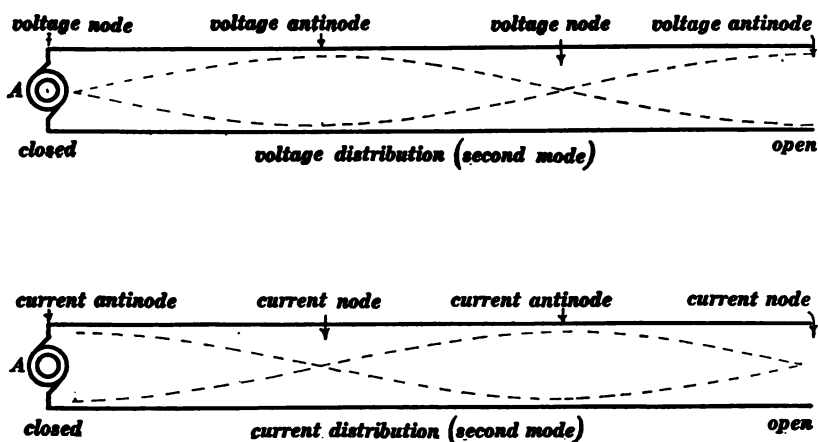 voltage node voltage antinode voltage node voltage antinode
A
closed voltage distribution (second mode) open
current antinode current node current antinode current node
A
closed current distribution (second mode) open